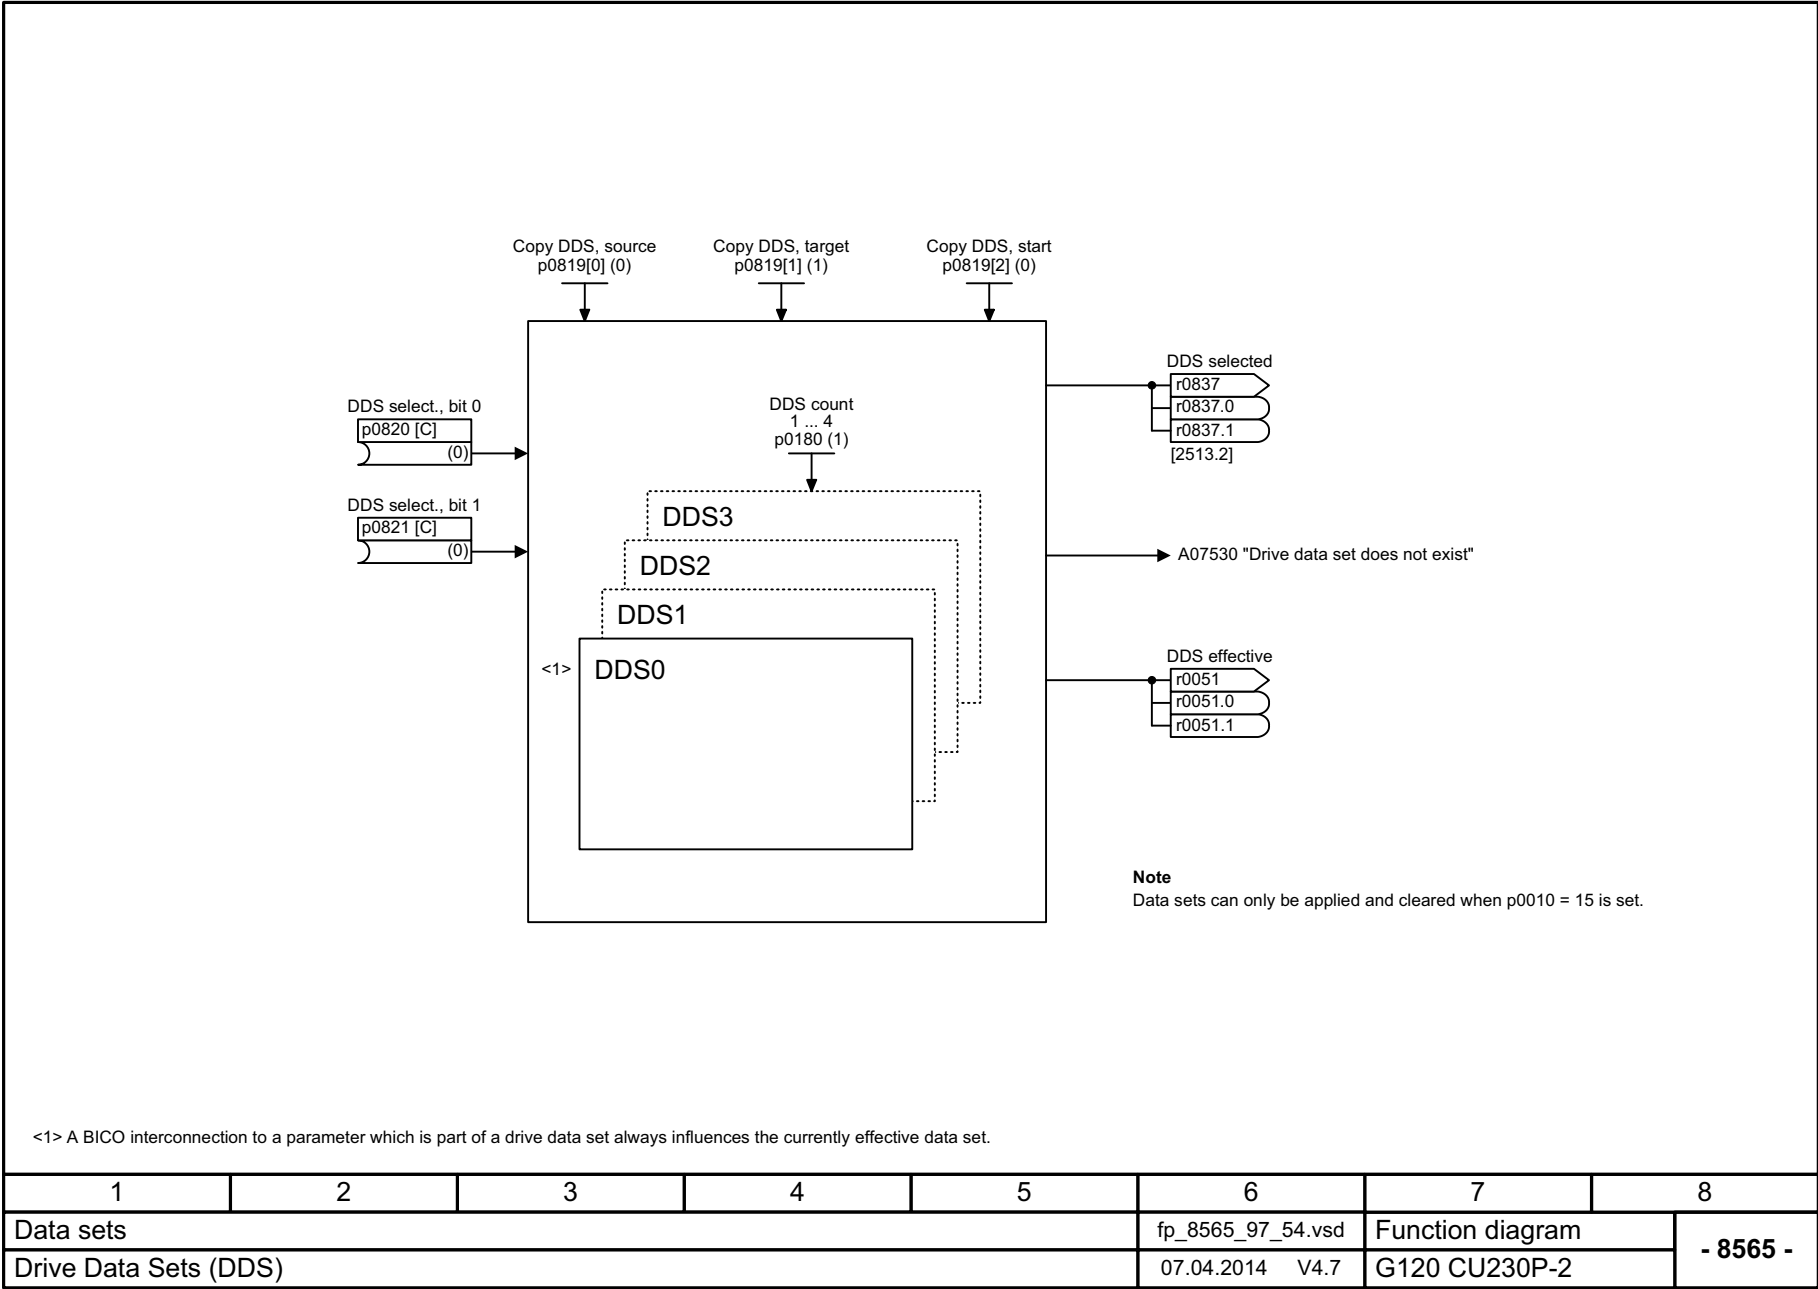 Copy DDS, source
p0819[0] (0)
Copy DDS, target
p0819[1] (1)
Copy DDS, start
p0819[2] (0)
DDS select., bit 0
p0820 [C]
(0)
DDS select., bit 1
p0821 [C]
(0)
DDS count
1 ... 4
p0180 (1)
DDS3
DDS2
DDS1
<1>
DDS0
DDS selected
r0837
r0837.0
r0837.1
[2513.2]
A07530 "Drive data set does not exist"
DDS effective
r0051
r0051.0
r0051.1
Note
Data sets can only be applied and cleared when p0010 = 15 is set.
<1> A BICO interconnection to a parameter which is part of a drive data set always influences the currently effective data set.
1 2 3 4 5 6 7 8
Data sets
fp_8565_97_54.vsd
Function diagram
- 8565 -
Drive Data Sets (DDS)
07.04.2014 V4.7
G120 CU230P-2